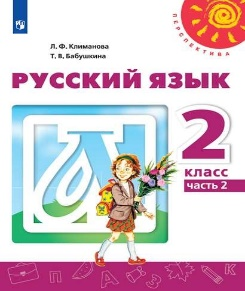 ПЕРСПЕКТИВА
Л. Ф. Климанова
Т. В. Бабушкина
РУССКИЙ ЯЗЫК
Л
2
КЛАСС
ЧАСТЬ 2
А